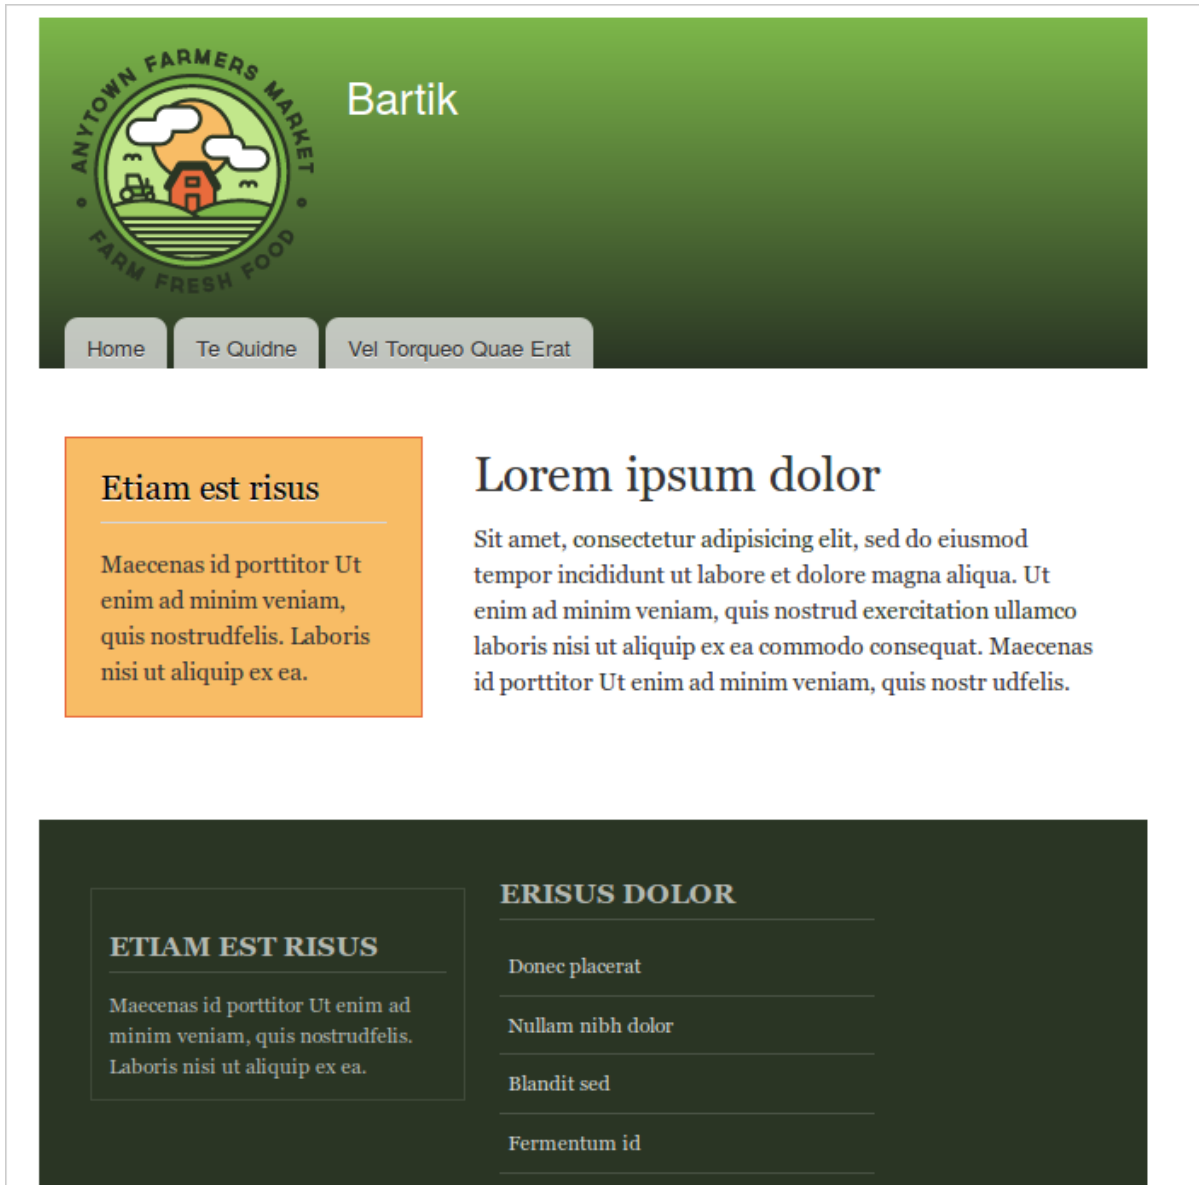 ANYTOWN FARMERS MARKET
FARM FRESH FOOD
Bartik
Home
Te Quidne
Vel Torqueo Quae Erat
Etiam est risus
Maecenas id porttitor Ut
enim ad minim veniam,
quis nostrudfelis. Laboris
nisi ut aliquip ex ea.
Lorem ipsum dolor
Sit amet, consectetur adipisicing elit, sed do eiusmod
tempor incididunt ut labore et dolore magna aliqua. Ut
enim ad minim veniam, quis nostrud exercitation ullamco
laboris nisi ut aliquip ex ea commodo consequat. Maecenas
id porttitor Ut enim ad minim veniam, quis nostr udfelis.
ETIAM EST RISUS
Maecenas id porttitor Ut enim ad
minim veniam, quis nostrudfelis.
Laboris nisi ut aliquip ex ea.
ERISUS DOLOR
Donec placerat
Nullam nibh dolor
Blandit sed
Fermentum id